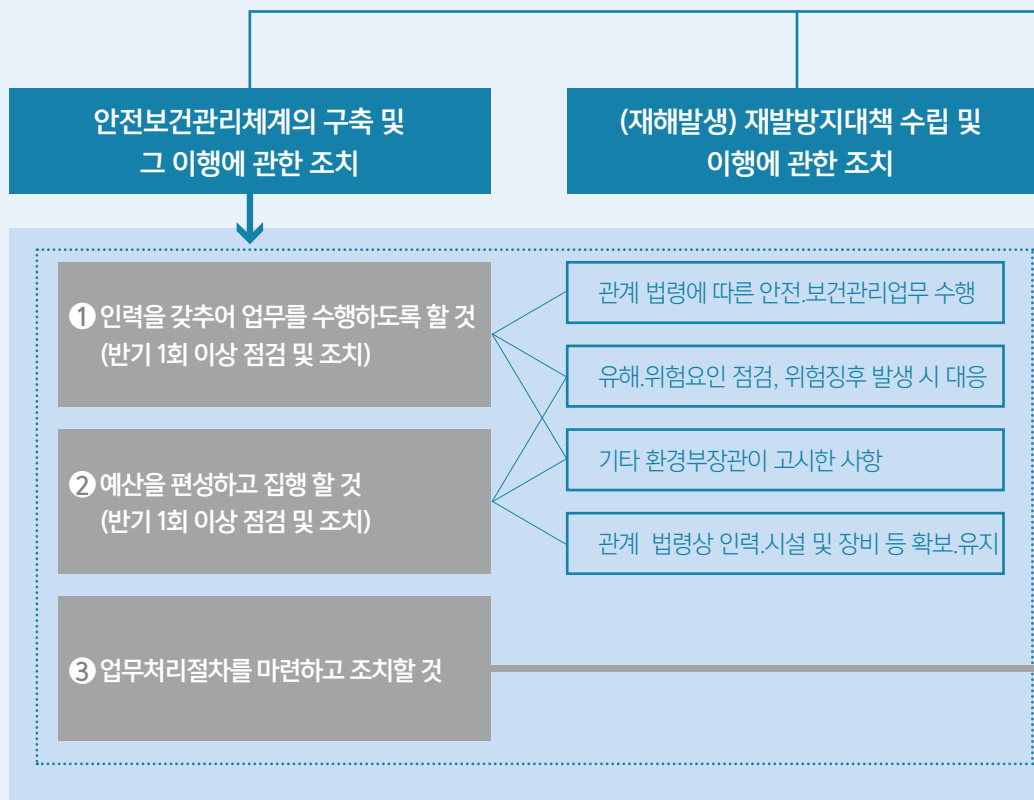 안전보건관리체계의 구축 및
그 이행에 관한 조치
(재해발생) 재발방지대책 수립 및
이행에 관한 조치
❶ 인력을 갖추어 업무를 수행하도록 할 것
(반기 1회 이상 점검 및 조치)
❷ 예산을 편성하고 집행 할 것
(반기 1회 이상 점검 및 조치)
❸ 업무처리절차를 마련하고 조치할 것
관계 법령에 따른 안전.보건관리업무 수행
유해.위험요인 점검, 위험징후 발생 시 대응
기타 환경부장관이 고시한 사항
관계 법령상 인력.시설 및 장비 등 확보.유지